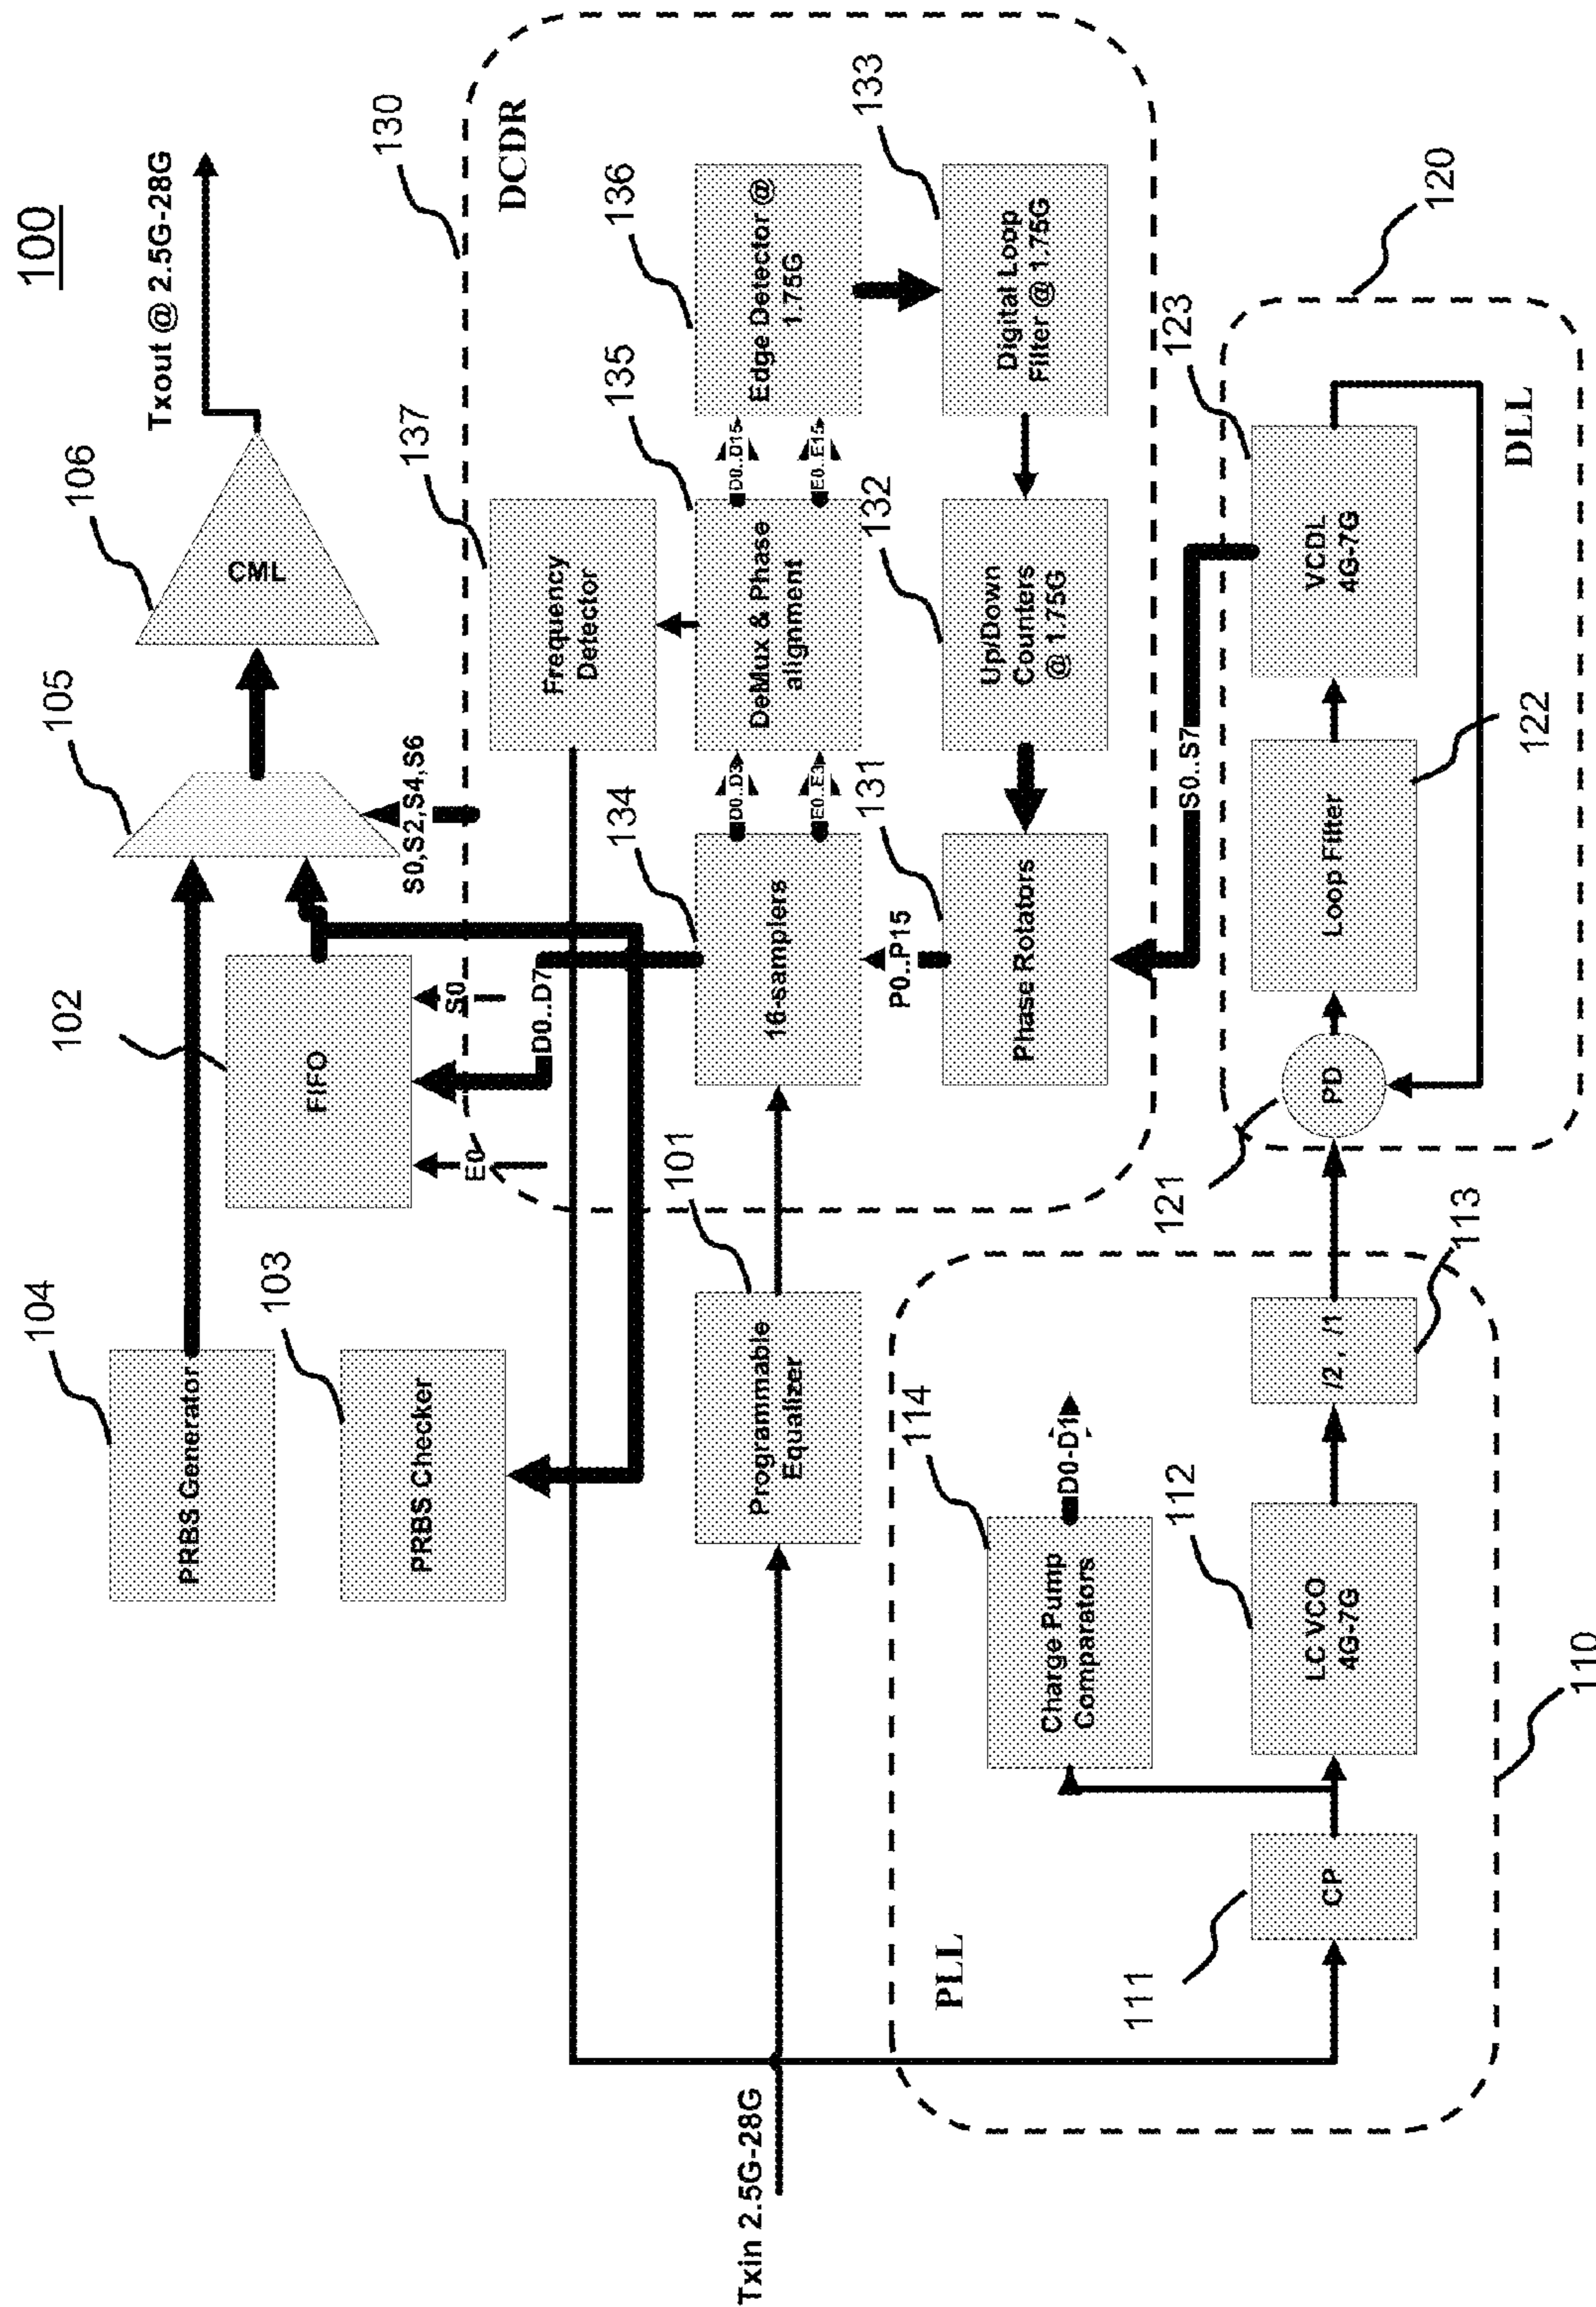 100
Txout @ 2.5G-28G
106
CML
105
S0,S2,S4,S6
104
PRBS Generator
102
FIFO
S0
E0
D0..D7
103
PRBS Checker
130
DCDR
137
Frequency
Detector
101
Programmable
Equalizer
Txin 2.5G-28G
134
16-samplers
D0..D3
E0..E3
135
DeMux & Phase
alignment
D0..D15
E0..E15
136
Edge Detector @
1.75G
P0..P15
131
Phase Rotators
132
Up/Down
Counters
@ 1.75G
133
Digital Loop
Filter @ 1.75G
S0..S7
PLL
110
111
CP
114
Charge Pump
Comparators
D0-D1
112
LC VCO
4G-7G
113
/2 , /1
120
DLL
121
PD
122
Loop Filter
123
VCDL
4G-7G